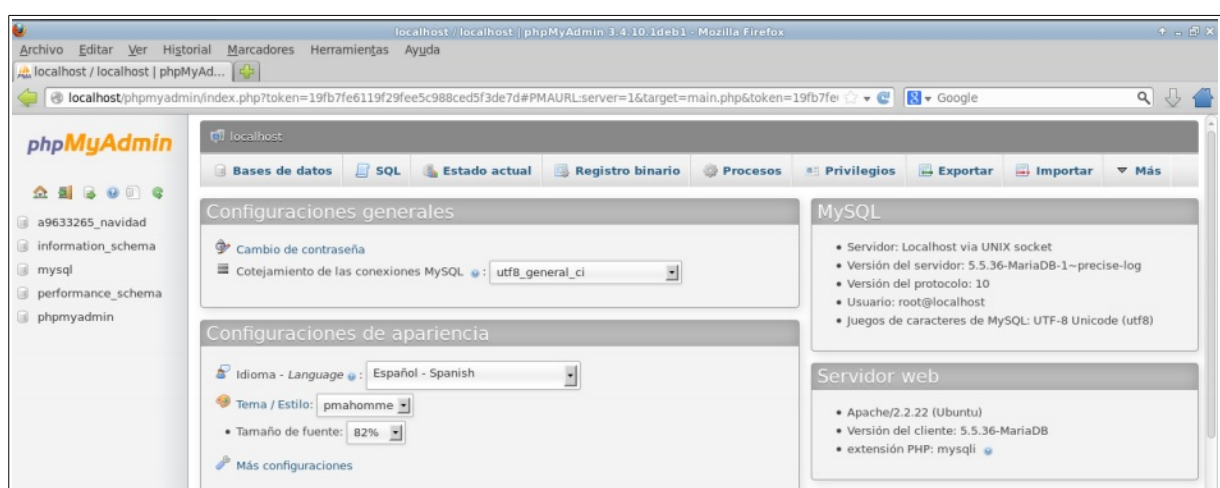 localhost / localhost | phpMyAdmin 3.4.10.1deb1 - Mozilla Firefox
Archivo Editar Ver Historial Marcadores Herramientas Ayuda
localhost / localhost | phpMyAd...
localhost/phpmyadmin/index.php?token=19fb7fe6119f29fee5c988ced5f3de7d#PMAURL:server=1&target=main.php&token=19fb7fe
Google
phpMyAdmin
a9633265_navidad
information_schema
mysql
performance_schema
phpmyadmin
localhost
Bases de datos SQL Estado actual Registro binario Procesos Privilegios Exportar Importar Más
Configuraciones generales
Cambio de contraseña
Cotejamiento de las conexiones MySQL : utf8_general_ci
Configuraciones de apariencia
Idioma - Language : Español - Spanish
Tema / Estilo: pmahomme
• Tamaño de fuente: 82%
Más configuraciones
MySQL
• Servidor: Localhost via UNIX socket
• Versión del servidor: 5.5.36-MariaDB-1~precise-log
• Versión del protocolo: 10
• Usuario: root@localhost
• Juegos de caracteres de MySQL: UTF-8 Unicode (utf8)
Servidor web
• Apache/2.2.22 (Ubuntu)
• Versión del cliente: 5.5.36-MariaDB
• extensión PHP: mysqli